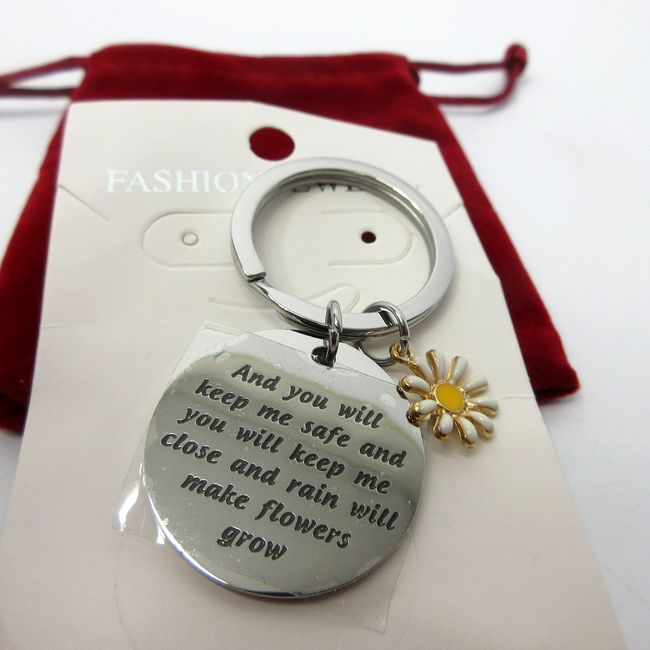 FASHION
And you will
keep me safe and
you will keep me
close and rain will
make flowers
grow